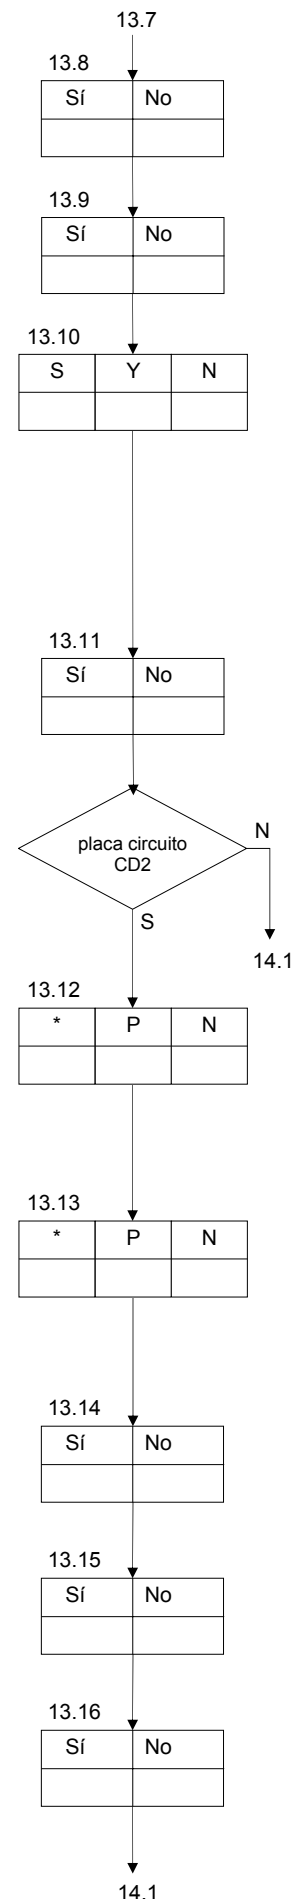 13.7
13.8
Sí No
13.9
Sí No
13.10
S Y N
13.11
Sí No
placa circuito
CD2
N
S
14.1
13.12
* P N
13.13
* P N
13.14
Sí No
13.15
Sí No
13.16
Sí No
14.1